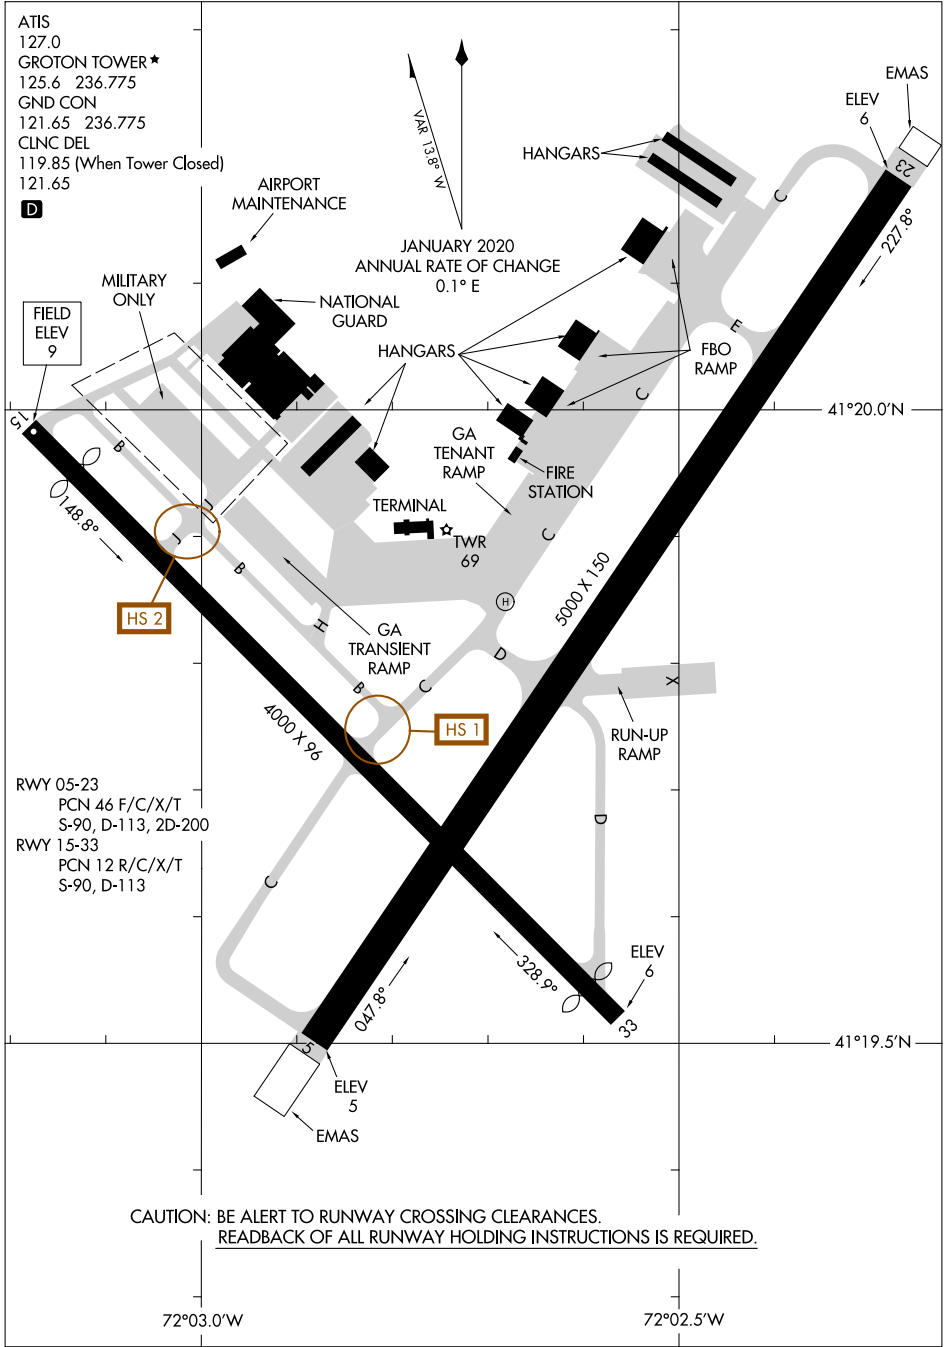 ATIS
127.0
GROTON TOWER★
125.6 236.775
GND CON
121.65 236.775
CLNC DEL
119.85 (When Tower Closed)
121.65
D
VAR 13.8° W
JANUARY 2020
ANNUAL RATE OF CHANGE
0.1° E
EMAS
ELEV
6
23
227.8°
HANGARS
C
AIRPORT
MAINTENANCE
MILITARY
ONLY
NATIONAL
GUARD
FIELD
ELEV
9
HANGARS
E
FBO
RAMP
C
41°20.0'N
15
B
GA
TENANT
RAMP
FIRE
STATION
TERMINAL
TWR
69
C
148.8°
J
J
B
HS 2
H
H
5000 X 150
GA
TRANSIENT
RAMP
D
B
C
X
HS 1
RUN-UP
RAMP
4000 X 96
RWY 05-23
PCN 46 F/C/X/T
S-90, D-113, 2D-200
RWY 15-33
PCN 12 R/C/X/T
S-90, D-113
D
C
328.9°
ELEV
6
33
047.8°
5
41°19.5'N
ELEV
5
EMAS
CAUTION: BE ALERT TO RUNWAY CROSSING CLEARANCES.
READBACK OF ALL RUNWAY HOLDING INSTRUCTIONS IS REQUIRED.
72°03.0'W
72°02.5'W